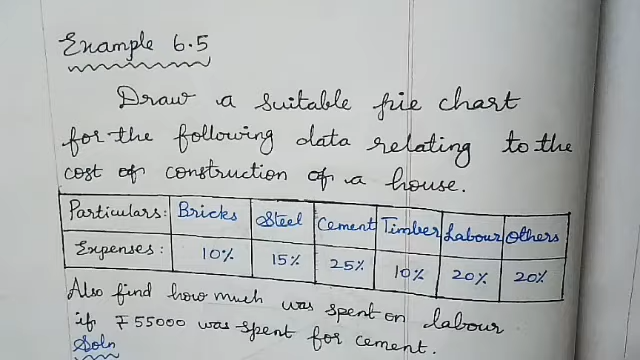 Example 6.5
Draw a suitable pie chart
for the following data relating to the
cost of construction of a house.
Particulars: Bricks Steel Cement Timber Labour Others
Expenses: 10% 15% 25% 10% 20% 20%
Also find how much was spent on labour
if ₹55000 was spent for cement.
Soln